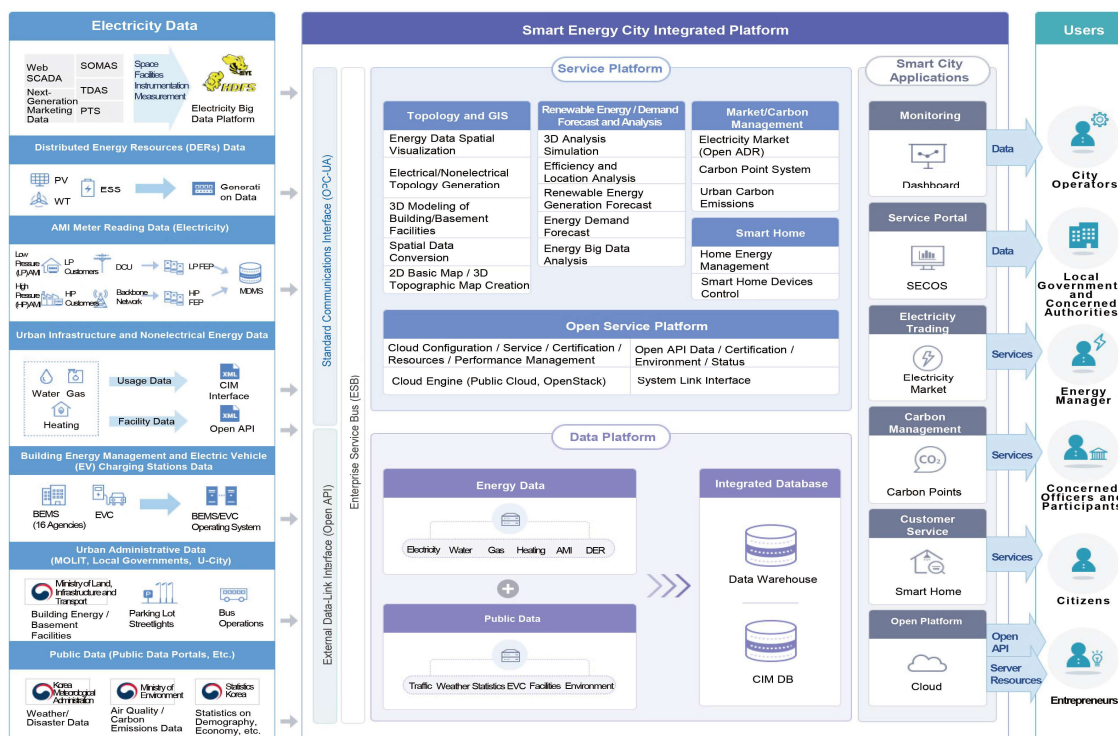 Electricity Data
Web
SCADA
Next-
Generation
Marketing
Data
SOMAS
TDAS
PTS
Space
Facilities
Instrumentation
Measurement
HDFS
Electricity Big
Data Platform
Distributed Energy Resources (DERs) Data
PV
WT
ESS
Generati
on Data
AMI Meter Reading Data (Electricity)
Low
Pressure
(LP)/AMI
LP
Customers
DCU
LP FEP
High
Pressure
(HP)/AMI
HP
Customers
Backbone
Network
HP
FEP
MDMS
Urban Infrastructure and Nonelectrical Energy Data
Water
Gas
Heating
Usage Data
Facility Data
XML
CIM
Interface
XML
Open API
Building Energy Management and Electric Vehicle
(EV) Charging Stations Data
BEMS
(16 Agencies)
EVC
BEMS/EVC
Operating System
Urban Administrative Data
(MOLIT, Local Governments, U-City)
Ministry of Land,
Infrastructure and
Transport
Building Energy /
Basement
Facilities
P
Parking Lot
Streetlights
Bus
Operations
Public Data (Public Data Portals, Etc.)
Korea
Meteorological
Administration
Weather/
Disaster Data
Ministry of
Environment
Air Quality /
Carbon
Emissions Data
Statistics
Korea
Statistics on
Demography,
Economy, etc.
Smart Energy City Integrated Platform
Standard Communications Interface (OPC-UA)
External Data-Link Interface (Open API)
Enterprise Service Bus (ESB)
Service Platform
Topology and GIS
Energy Data Spatial
Visualization
Electrical/Nonelectrical
Topology Generation
3D Modeling of
Building/Basement
Facilities
Spatial Data
Conversion
2D Basic Map / 3D
Topographic Map Creation
Renewable Energy / Demand
Forecast and Analysis
3D Analysis
Simulation
Efficiency and
Location Analysis
Renewable Energy
Generation Forecast
Energy Demand
Forecast
Energy Big Data
Analysis
Market/Carbon
Management
Electricity Market
(Open ADR)
Carbon Point System
Urban Carbon
Emissions
Smart Home
Home Energy
Management
Smart Home Devices
Control
Open Service Platform
Cloud Configuration / Service / Certification /
Resources / Performance Management
Open API Data / Certification /
Environment / Status
Cloud Engine (Public Cloud, OpenStack)
System Link Interface
Data Platform
Energy Data
Electricity Water Gas Heating AMI DER
Public Data
Traffic Weather Statistics EVC Facilities Environment
Integrated Database
Data Warehouse
CIM DB
Smart City
Applications
Monitoring
Dashboard
Service Portal
SECOS
Electricity
Trading
Electricity
Market
Carbon
Management
CO₂
Carbon Points
Customer
Service
Smart Home
Open Platform
Cloud
Data
Data
Services
Services
Services
Open
API
Server
Resources
Users
City
Operators
Local
Governments
and
Concerned
Authorities
Energy
Manager
Concerned
Officers and
Participants
Citizens
Entrepreneurs